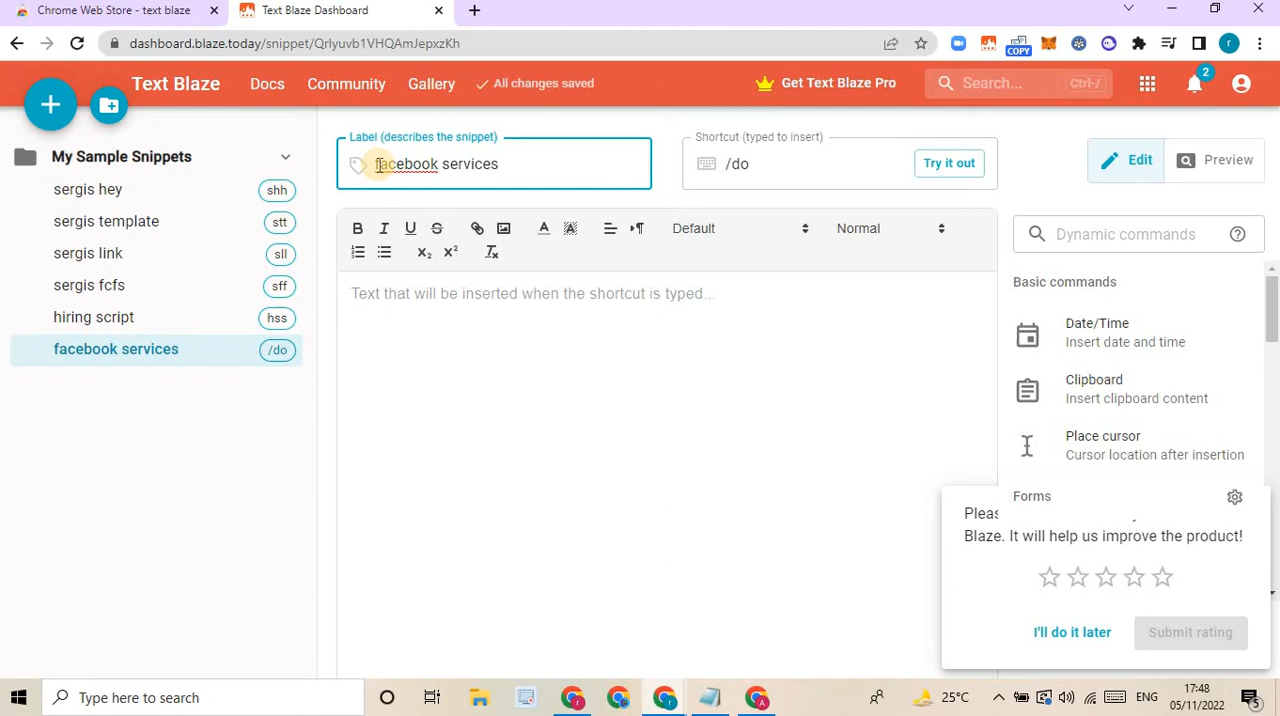 Chrome Web Store - text blaze
Text Blaze Dashboard
dashboard.blaze.today/snippet/Qrlyuvb1VHQAmJepxzKh
COPY
r
Text Blaze
Docs
Community
Gallery
All changes saved
Get Text Blaze Pro
Search...
Ctrl-/
2
My Sample Snippets
sergis hey
shh
sergis template
stt
sergis link
sll
sergis fcfs
sff
hiring script
hss
facebook services
/do
Label (describes the snippet)
facebook services
Shortcut (typed to insert)
/do
Try it out
Edit
Preview
B I U S
Default
Normal
Text that will be inserted when the shortcut is typed...
Dynamic commands
Basic commands
Date/Time
Insert date and time
Clipboard
Insert clipboard content
Place cursor
Cursor location after insertion
Forms
Blaze. It will help us improve the product!
I'll do it later
Submit rating
Type here to search
25°C
ENG
17:48
05/11/2022
5